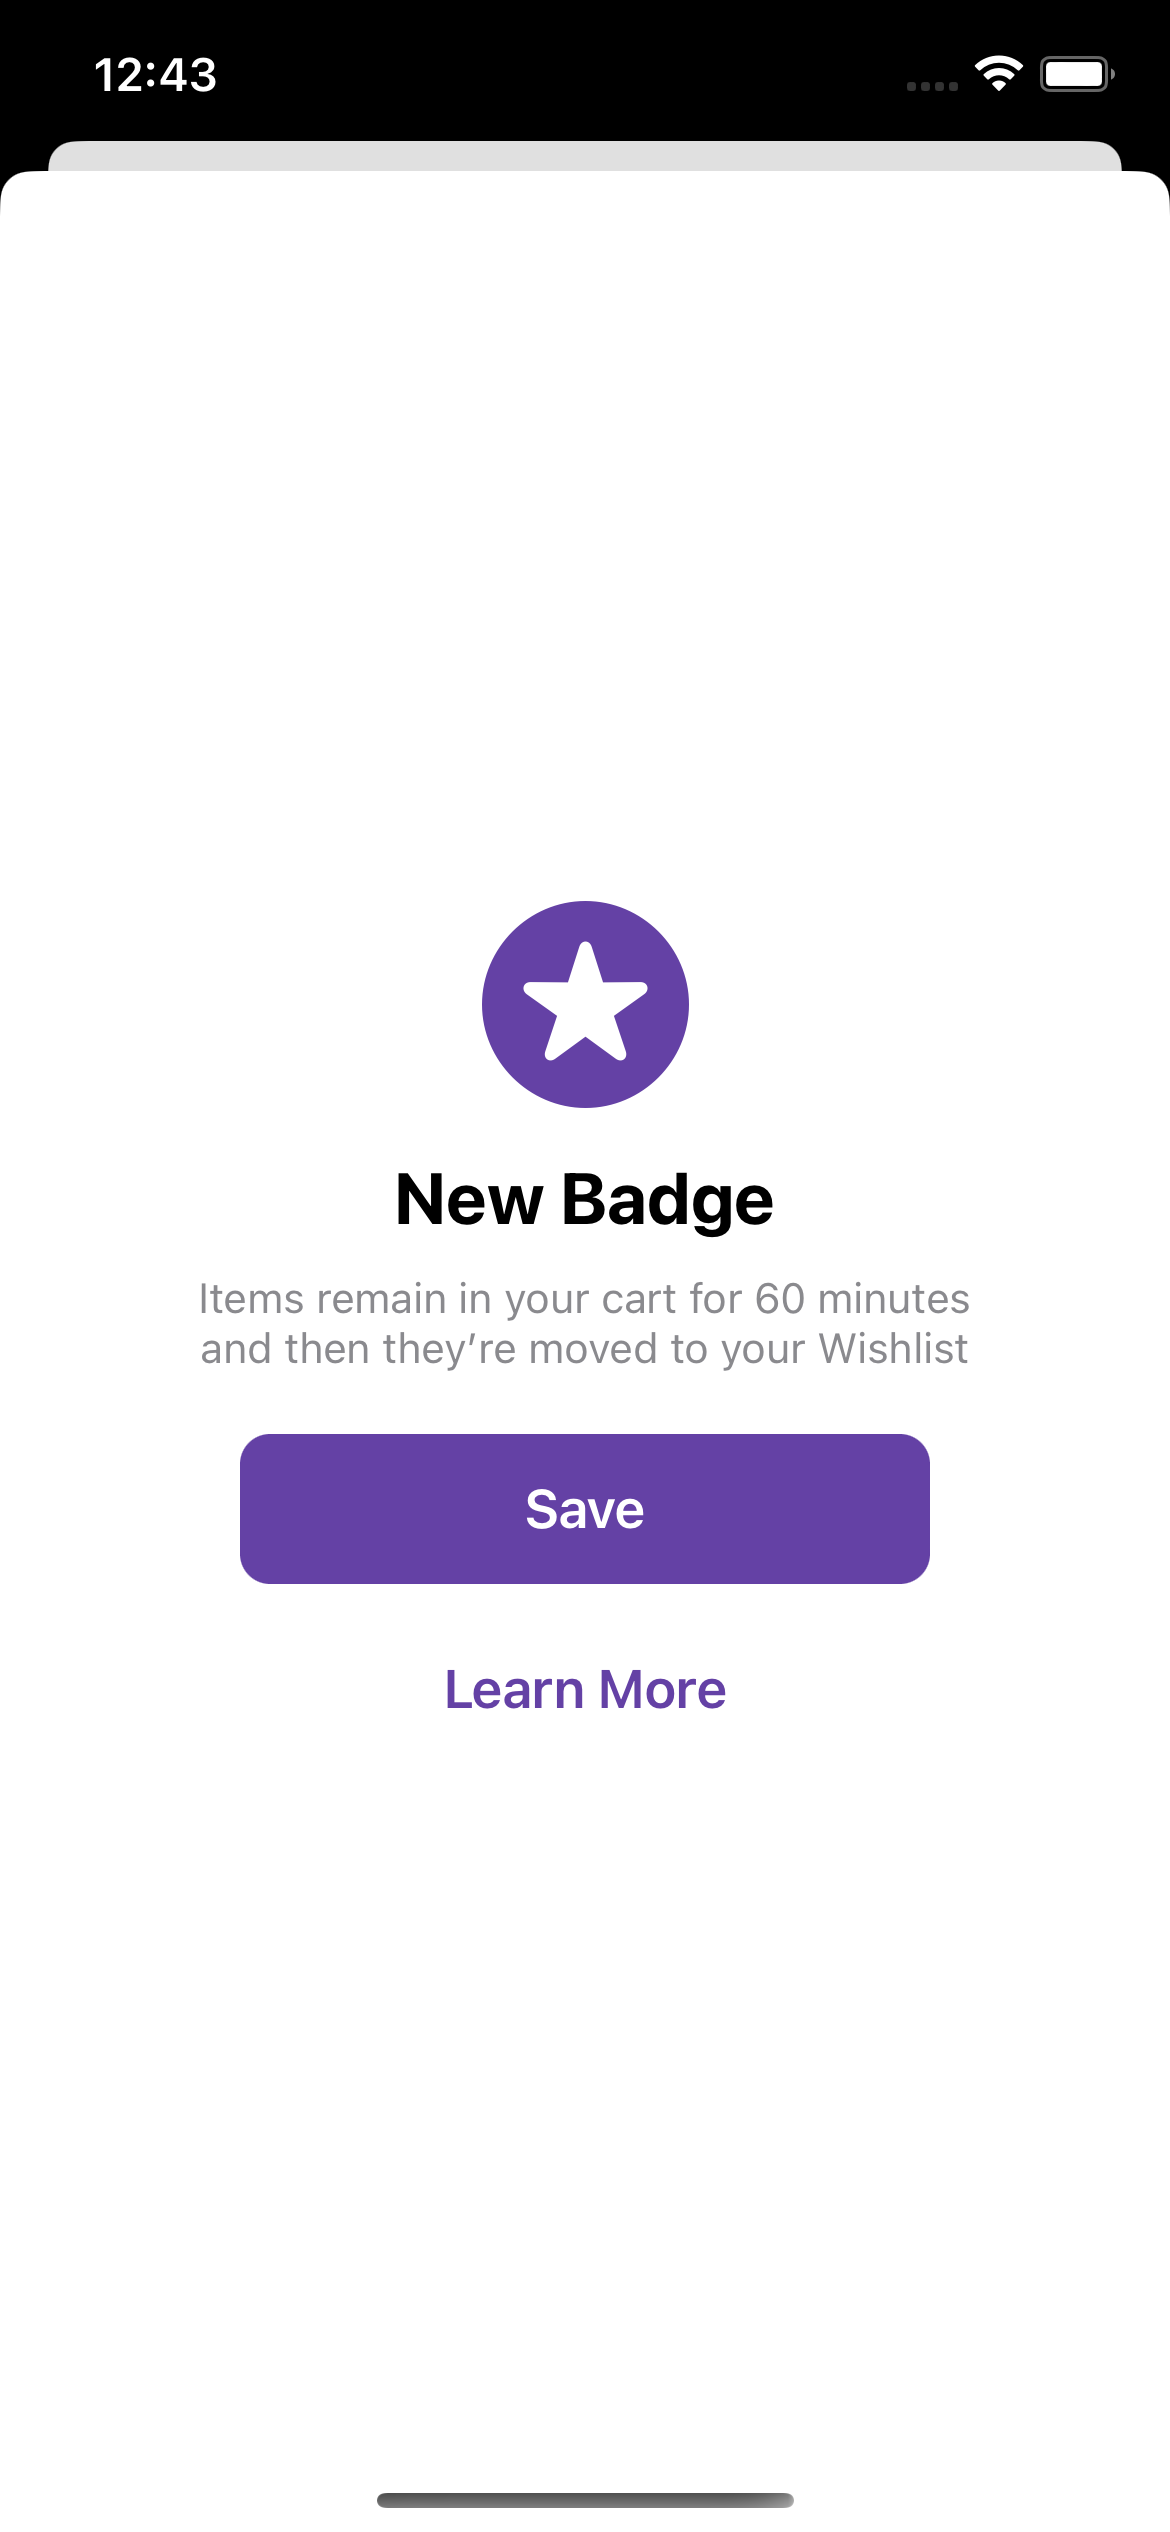 12:43
New Badge
Items remain in your cart for 60 minutes
and then they’re moved to your Wishlist
Save
Learn More